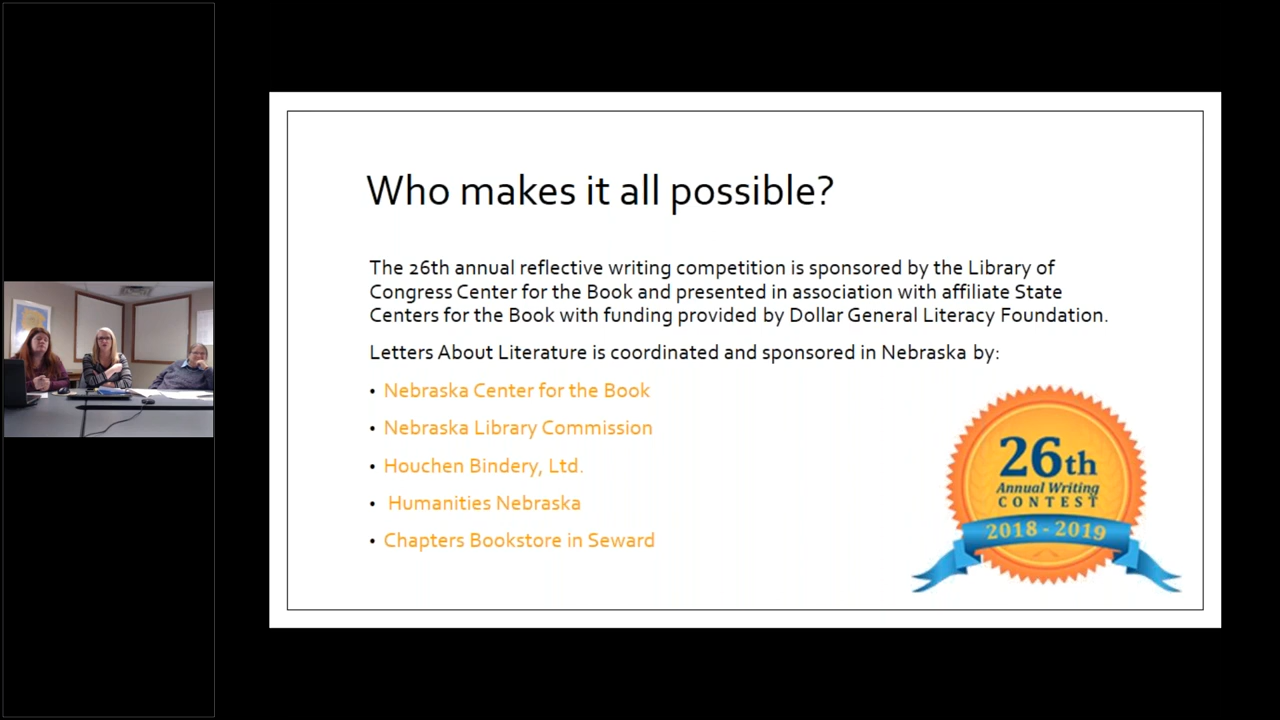 Who makes it all possible?
The 26th annual reflective writing competition is sponsored by the Library of
Congress Center for the Book and presented in association with affiliate State
Centers for the Book with funding provided by Dollar General Literacy Foundation.
Letters About Literature is coordinated and sponsored in Nebraska by:
• Nebraska Center for the Book
• Nebraska Library Commission
• Houchen Bindery, Ltd.
• Humanities Nebraska
• Chapters Bookstore in Seward
26th
Annual Writing
CONTEST
2018 - 2019